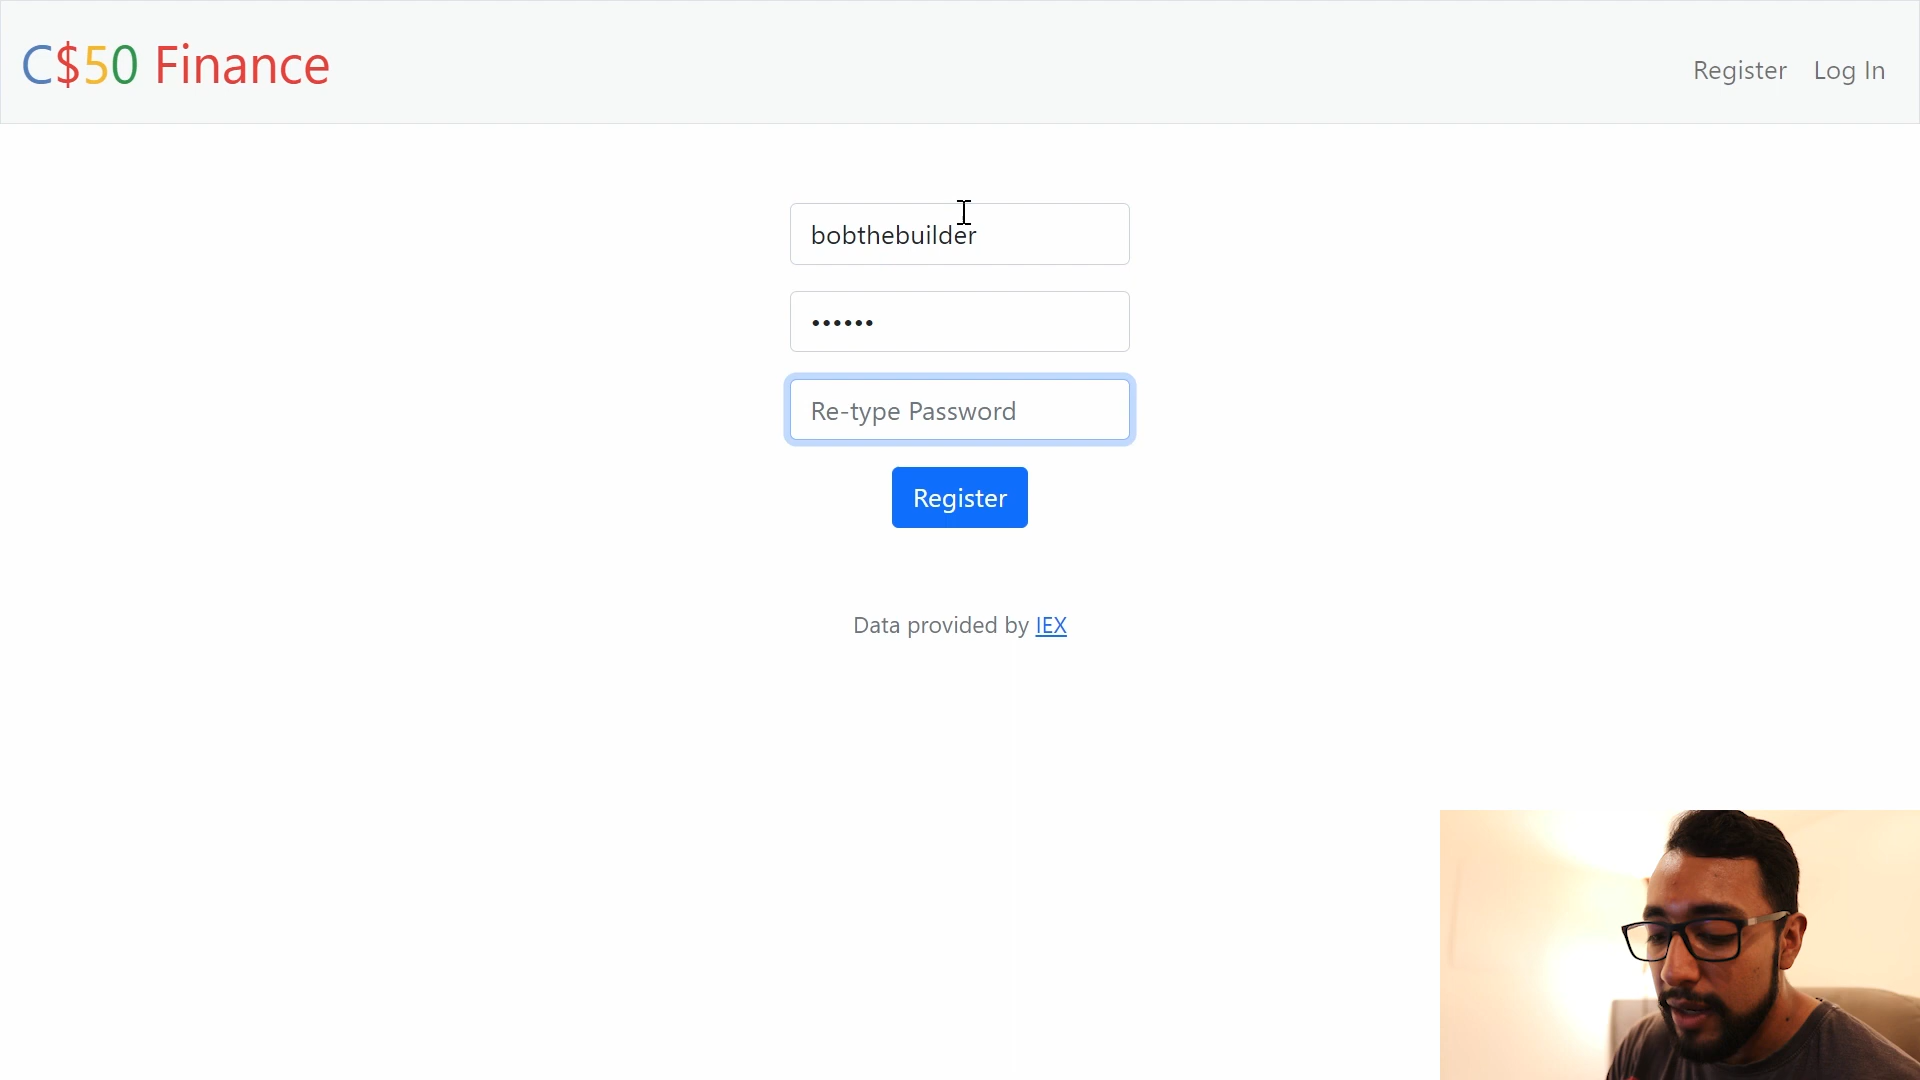 C$50 Finance
Register Log In
bobthebuilder
••••••
Re-type Password
Register
Data provided by IEX